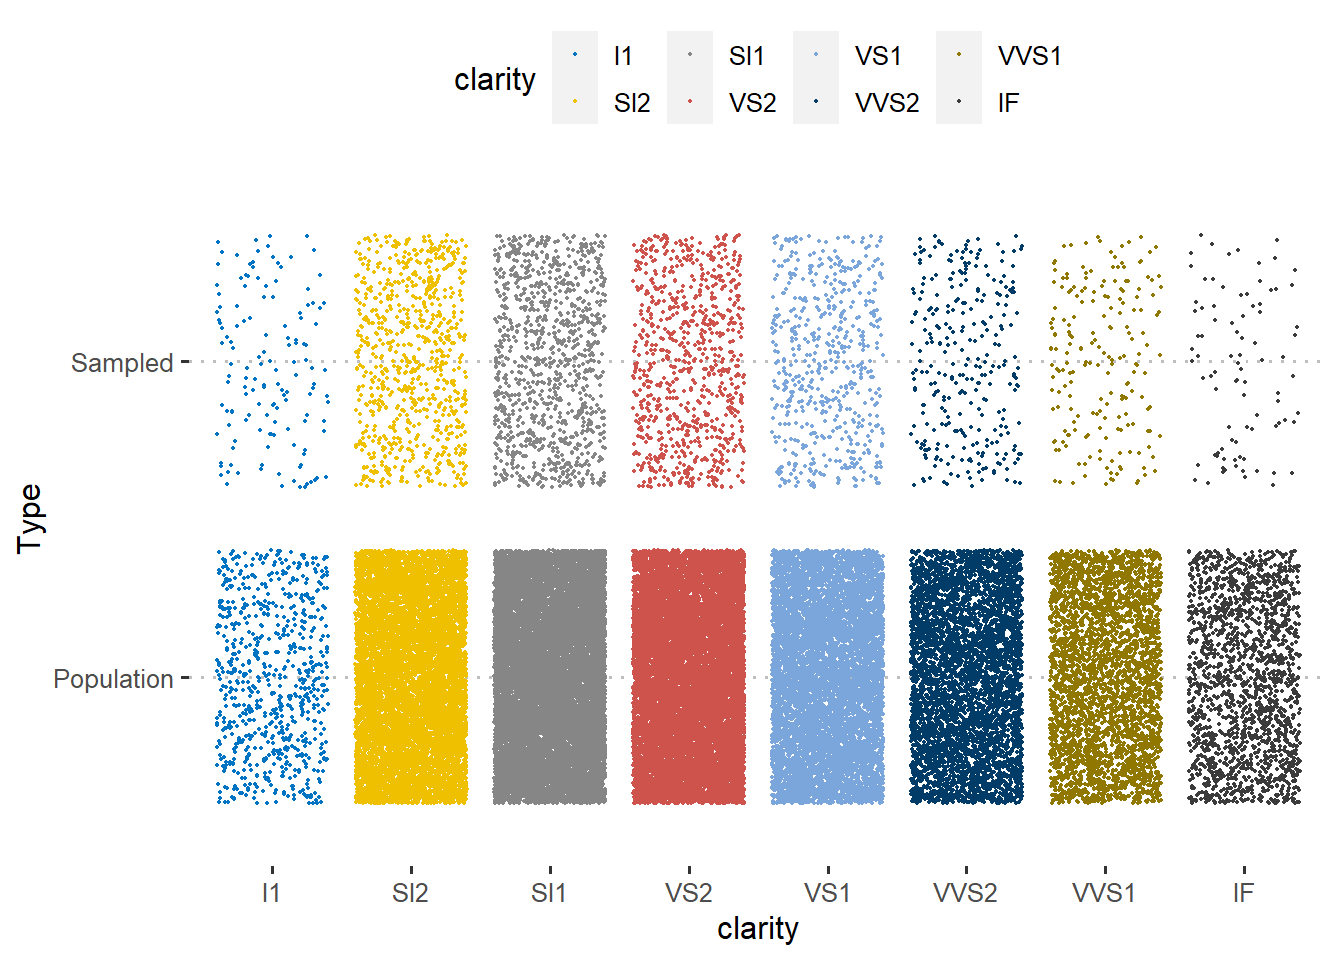 clarity
I1 SI1 VS1 VVS1
SI2 VS2 VVS2 IF
Type
Sampled
Population
I1 SI2 SI1 VS2 VS1 VVS2 VVS1 IF
clarity